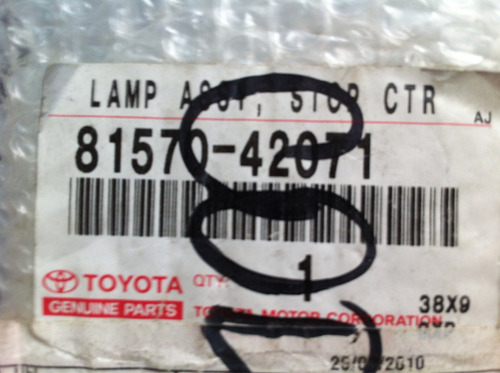 LAMP ASSY, STOP CTR
AJ
81570-42071
TOYOTA QTY. 1
GENUINE PARTS
TOYOTA MOTOR CORPORATION
38X9